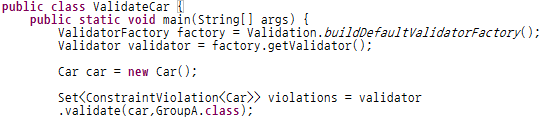 public class ValidateCar {
public static void main(String[] args) {
ValidatorFactory factory = Validation.buildDefaultValidatorFactory();
Validator validator = factory.getValidator();
Car car = new Car();
Set<ConstraintViolation<Car>> violations = validator
.validate(car,GroupA.class);